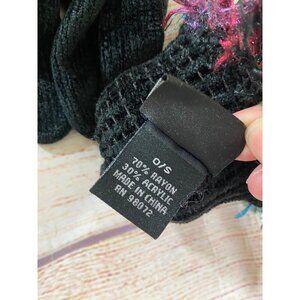 O/S
70% RAYON
30% ACRYLIC
MADE IN CHINA
RN 98072